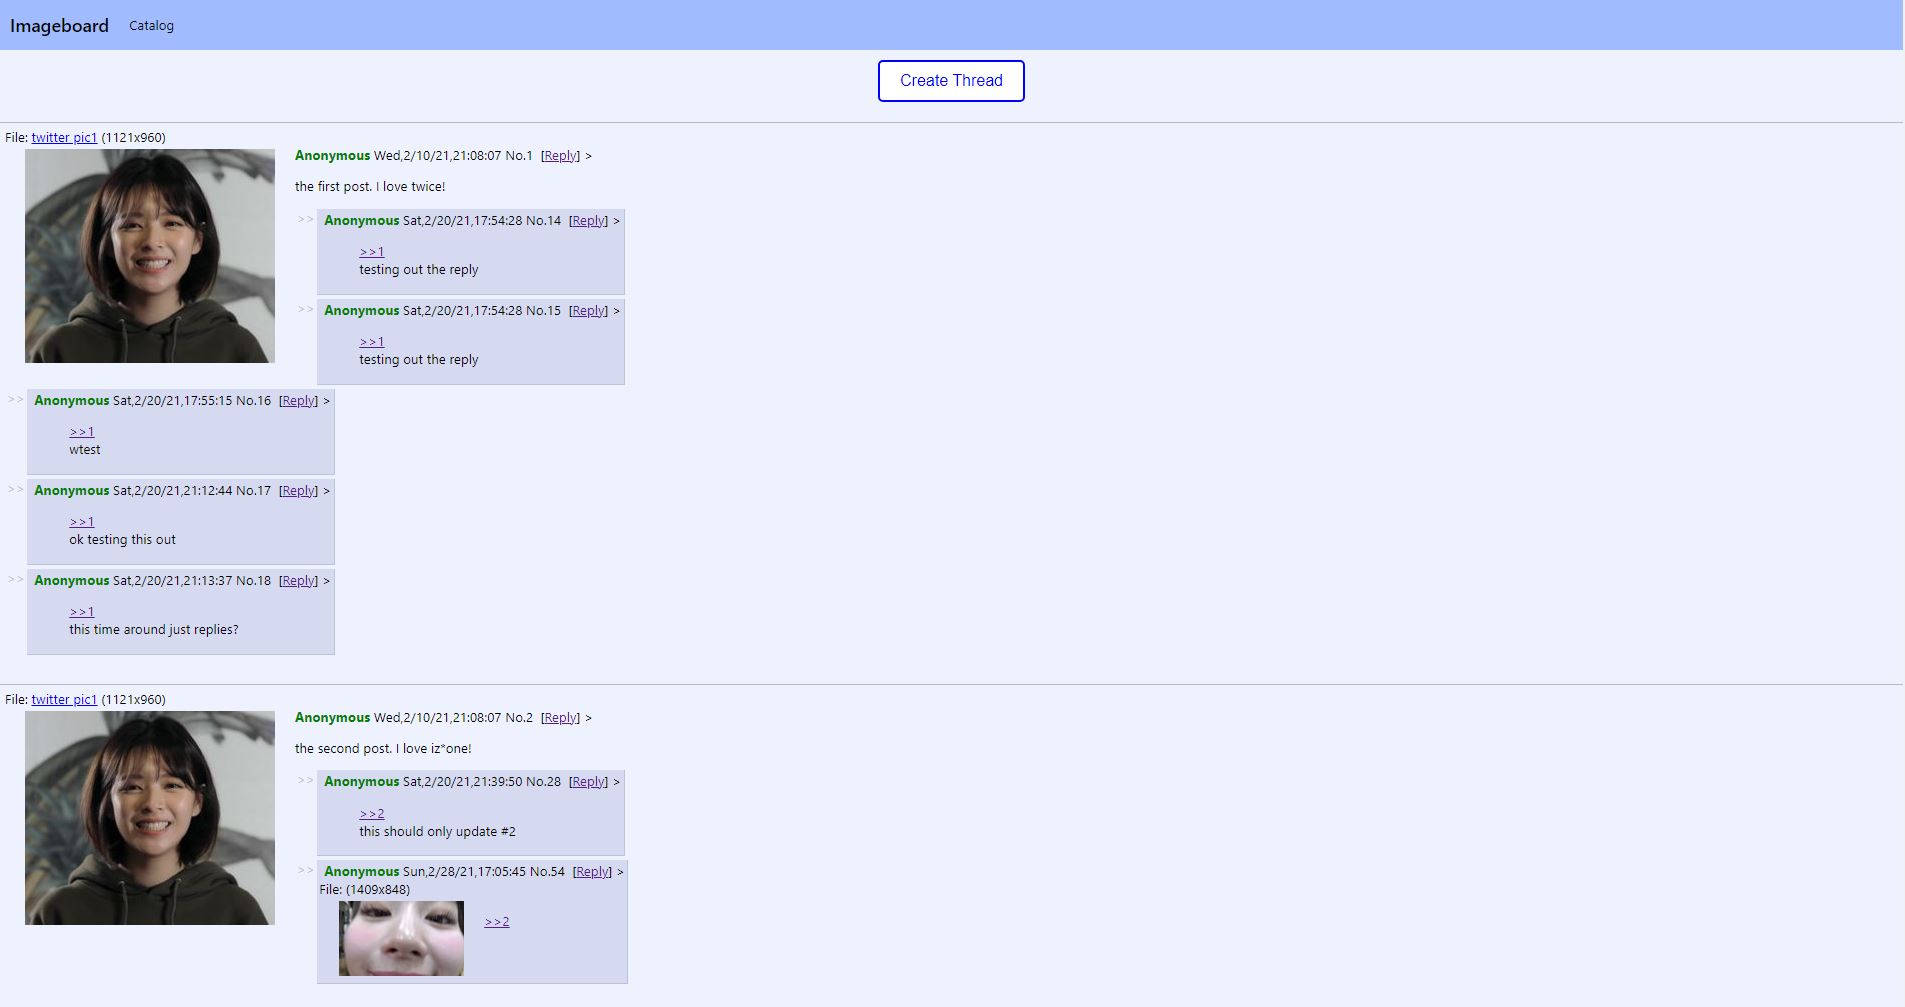 Imageboard Catalog
Create Thread
File: twitter pic1 (1121x960)
Anonymous Wed,2/10/21,21:08:07 No.1 [Reply] >
the first post. I love twice!
>> Anonymous Sat,2/20/21,17:54:28 No.14 [Reply] >
>>1
testing out the reply
>> Anonymous Sat,2/20/21,17:54:28 No.15 [Reply] >
>>1
testing out the reply
>> Anonymous Sat,2/20/21,17:55:15 No.16 [Reply] >
>>1
wtest
>> Anonymous Sat,2/20/21,21:12:44 No.17 [Reply] >
>>1
ok testing this out
>> Anonymous Sat,2/20/21,21:13:37 No.18 [Reply] >
>>1
this time around just replies?
File: twitter pic1 (1121x960)
Anonymous Wed,2/10/21,21:08:07 No.2 [Reply] >
the second post. I love iz*one!
>> Anonymous Sat,2/20/21,21:39:50 No.28 [Reply] >
>>2
this should only update #2
>> Anonymous Sun,2/28/21,17:05:45 No.54 [Reply] >
File: (1409x848)
>>2